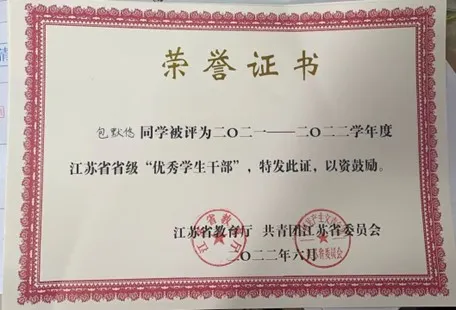 荣誉证书
包默悠同学被评为二〇二一——二〇二二学年度
江苏省省级“优秀学生干部”，特发此证，以资鼓励。
江苏省教育厅 共青团江苏省委员会
二〇二二年六月